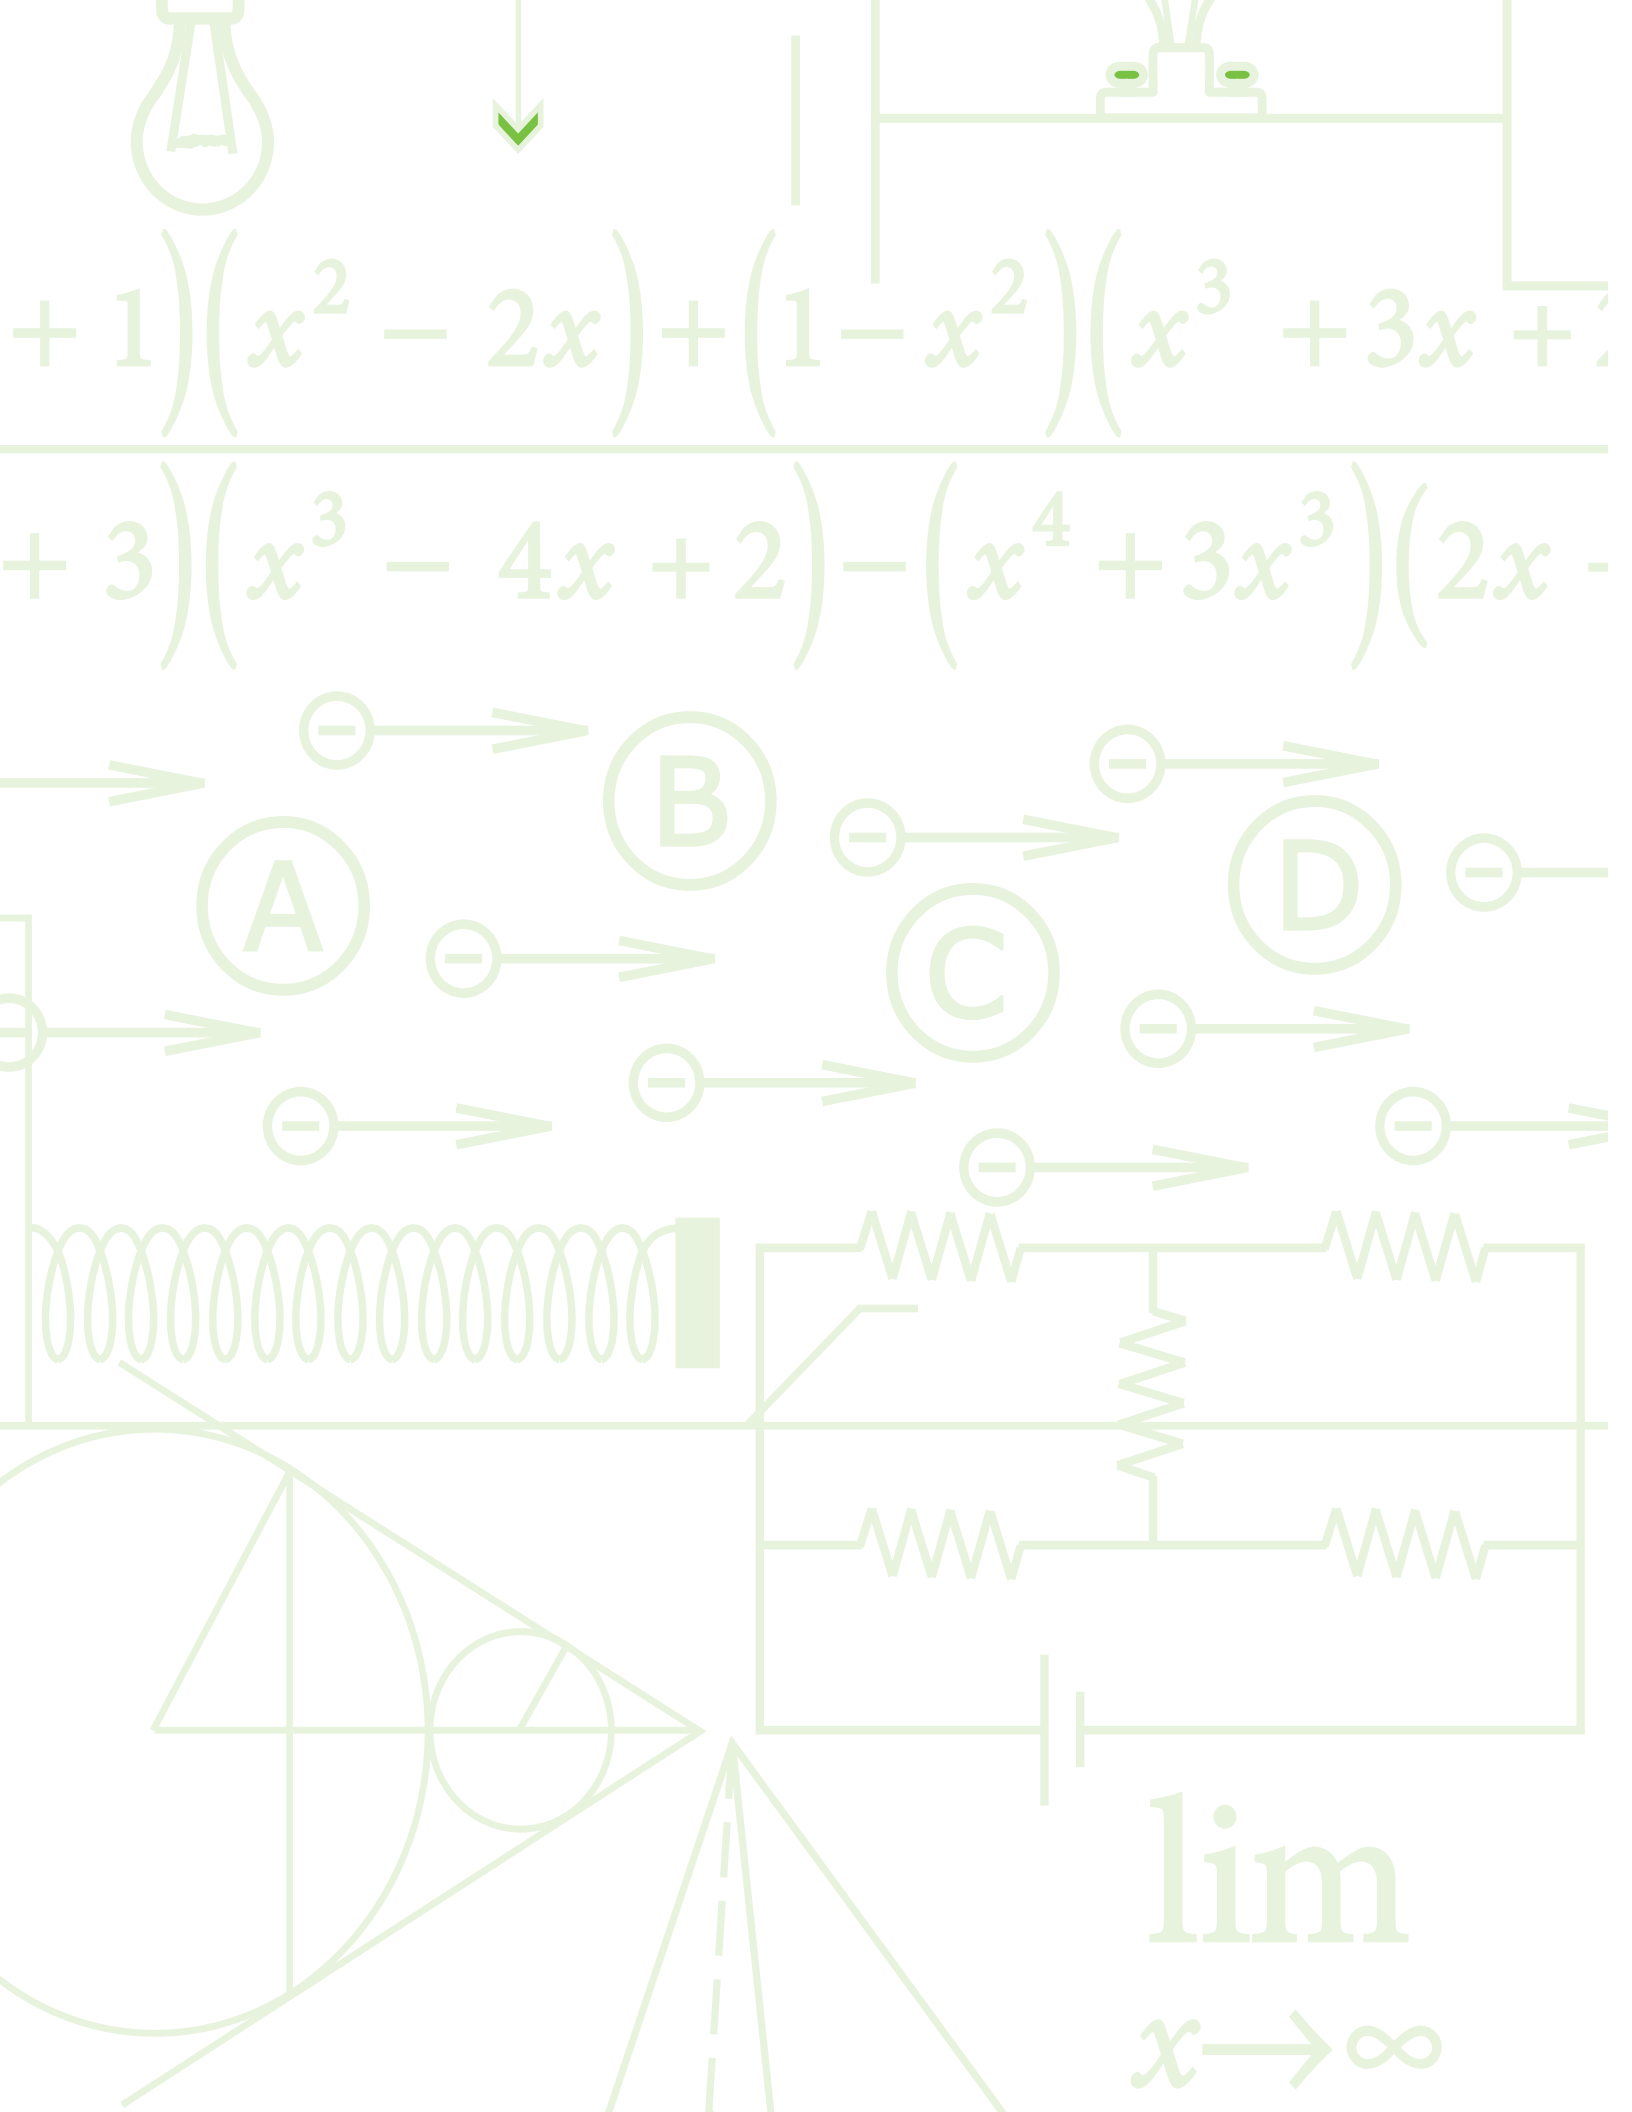 + 1)(x² − 2x) + (1 − x²)(x³ + 3x +
+ 3)(x³ − 4x + 2) − (x⁴ + 3x³)(2x -
B
D
A
C
lim
x→∞